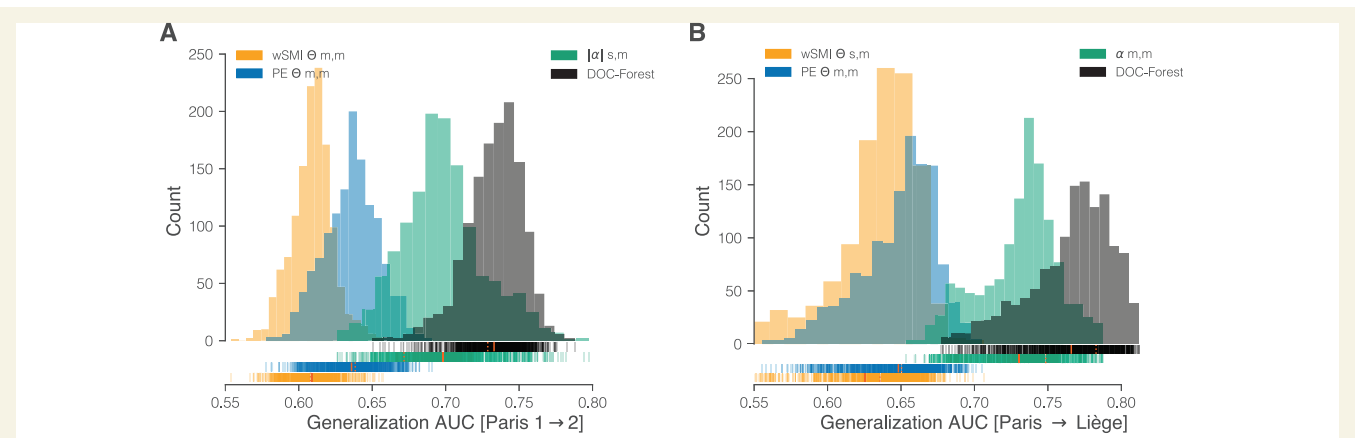 A
wSMI Θ m,m
PE Θ m,m
|α| s,m
DOC-Forest
250
200
150
100
50
0
Count
0.55 0.60 0.65 0.70 0.75 0.80
Generalization AUC [Paris 1 → 2]
B
wSMI Θ s,m
PE Θ m,m
α m,m
DOC-Forest
250
200
150
100
50
0
Count
0.55 0.60 0.65 0.70 0.75 0.80
Generalization AUC [Paris → Liège]